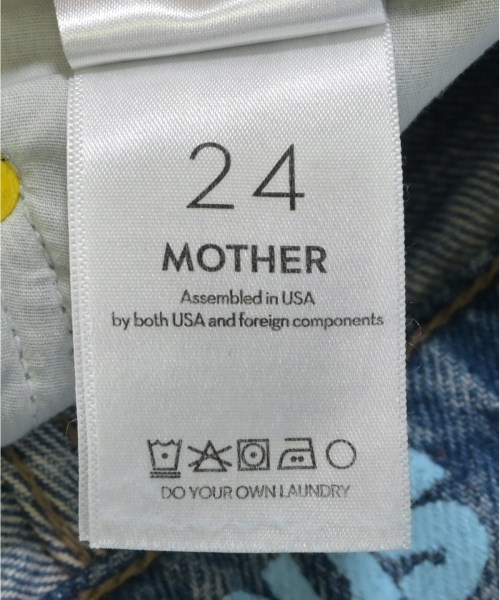 24
MOTHER
Assembled in USA
by both USA and foreign components
DO YOUR OWN LAUNDRY